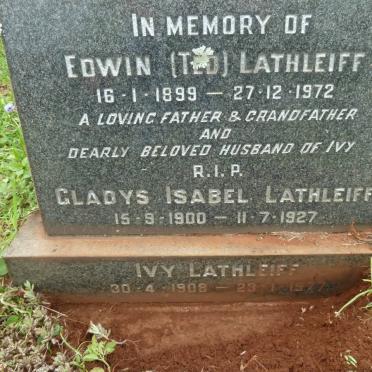 IN MEMORY OF
EDWIN (TED) LATHLEIFF
16-1-1899 — 27-12-1972
A LOVING FATHER & GRANDFATHER
AND
DEARLY BELOVED HUSBAND OF IVY
R.I.P.
GLADYS ISABEL LATHLEIFF
15-9-1900 — 11-7-1927
IVY LATHLEIFF
30-4-1908 —